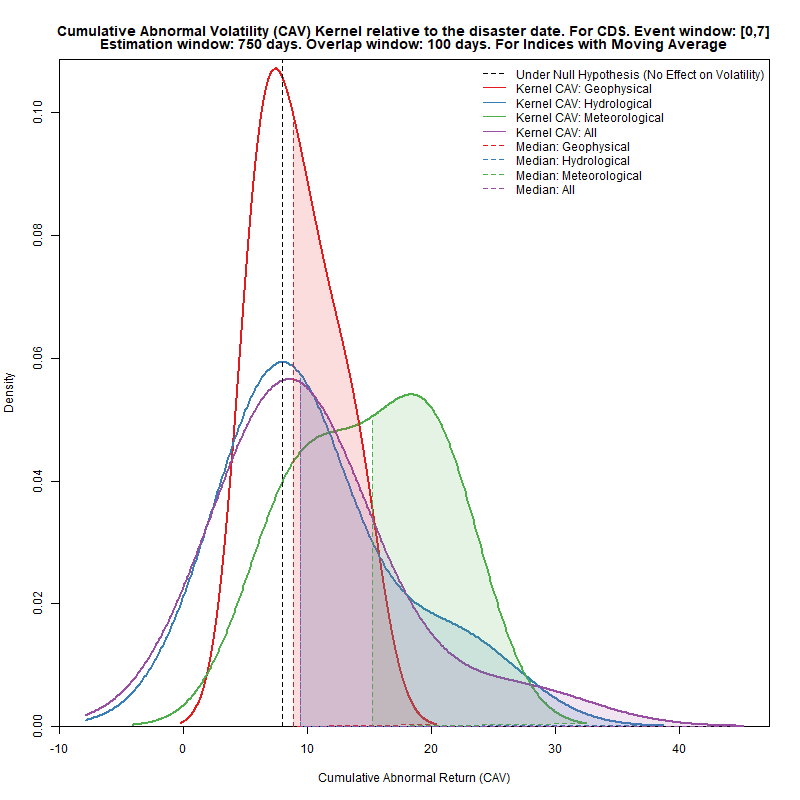 Cumulative Abnormal Volatility (CAV) Kernel relative to the disaster date. For CDS. Event window: [0,7]
Estimation window: 750 days. Overlap window: 100 days. For Indices with Moving Average
Under Null Hypothesis (No Effect on Volatility)
Kernel CAV: Geophysical
Kernel CAV: Hydrological
Kernel CAV: Meteorological
Kernel CAV: All
Median: Geophysical
Median: Hydrological
Median: Meteorological
Median: All
Density
0.10
0.08
0.06
0.04
0.02
0.00
-10 0 10 20 30 40
Cumulative Abnormal Return (CAV)